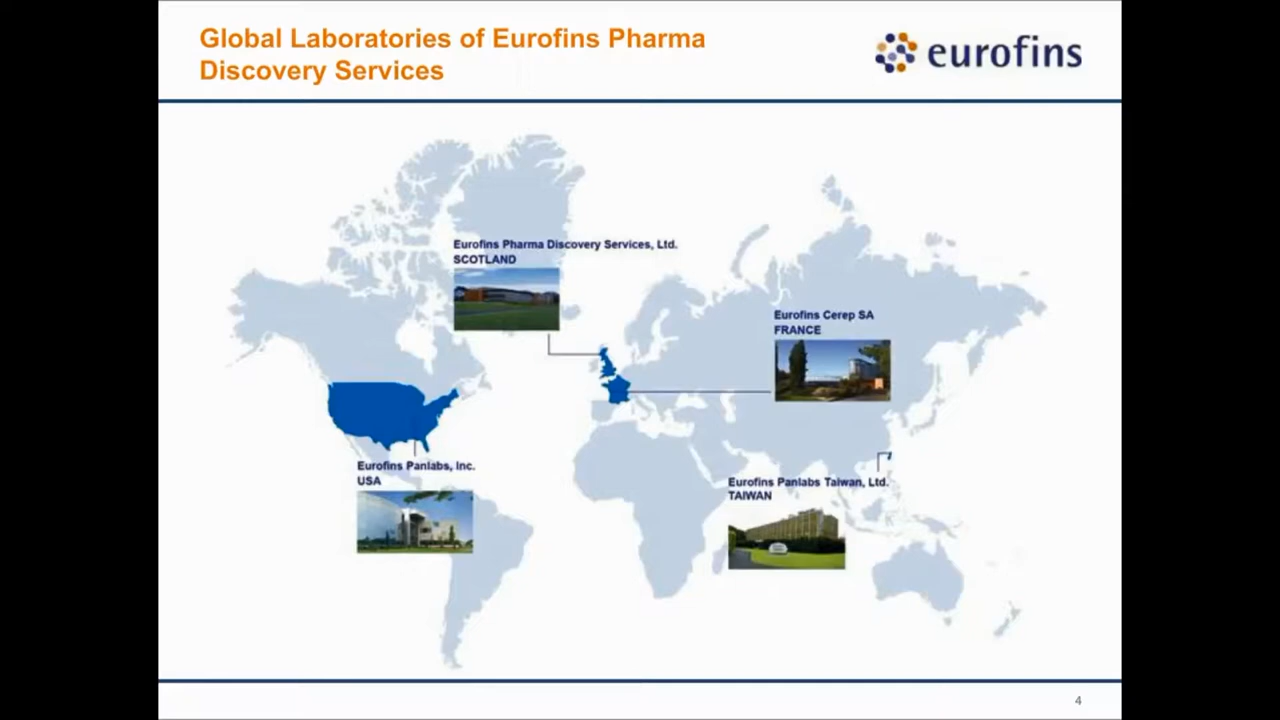 Global Laboratories of Eurofins Pharma
Discovery Services
eurofins
Eurofins Pharma Discovery Services, Ltd.
SCOTLAND
Eurofins Cerep SA
FRANCE
Eurofins Panlabs, Inc.
USA
Eurofins Panlabs Taiwan, Ltd.
TAIWAN
4